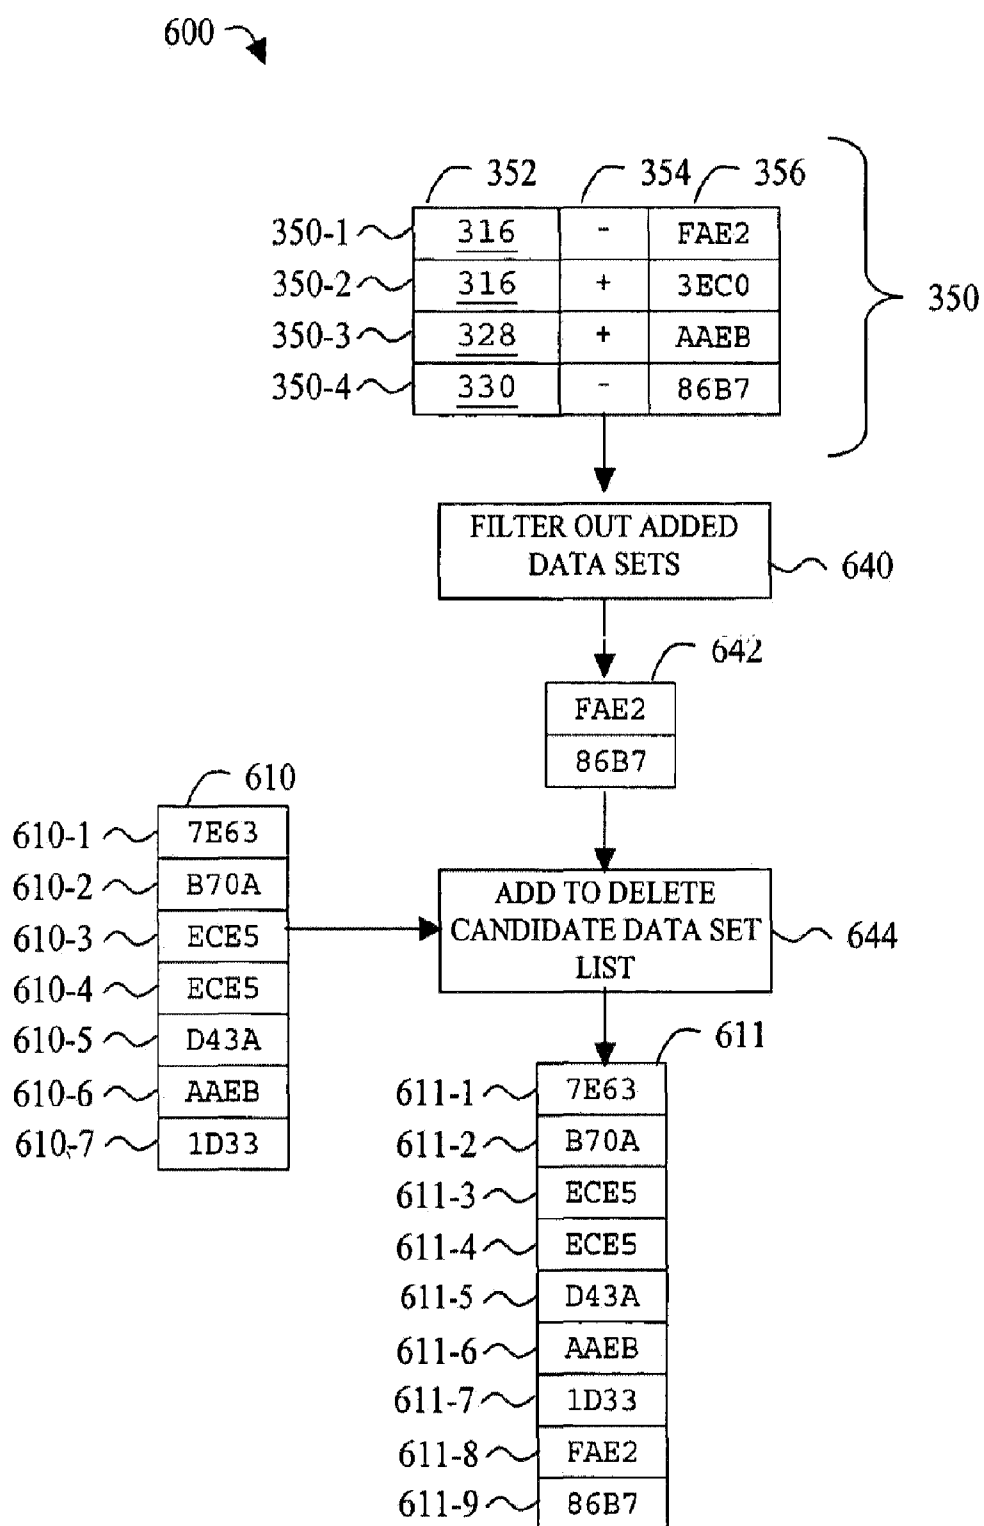 600
352 354 356
350-1 316 - FAE2
350-2 316 + 3EC0
350-3 328 + AAEB
350-4 330 - 86B7
350
FILTER OUT ADDED
DATA SETS
640
642
FAE2
86B7
610
610-1 7E63
610-2 B70A
610-3 ECE5
610-4 ECE5
610-5 D43A
610-6 AAEB
610-7 1D33
ADD TO DELETE
CANDIDATE DATA SET
LIST
644
611
611-1 7E63
611-2 B70A
611-3 ECE5
611-4 ECE5
611-5 D43A
611-6 AAEB
611-7 1D33
611-8 FAE2
611-9 86B7